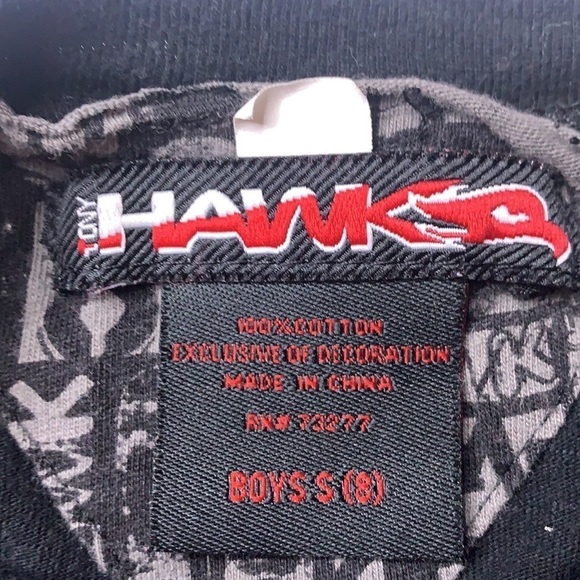 TONY HAWK
100% COTTON
EXCLUSIVE OF DECORATION
MADE IN CHINA
RN# 73277
BOYS S (8)